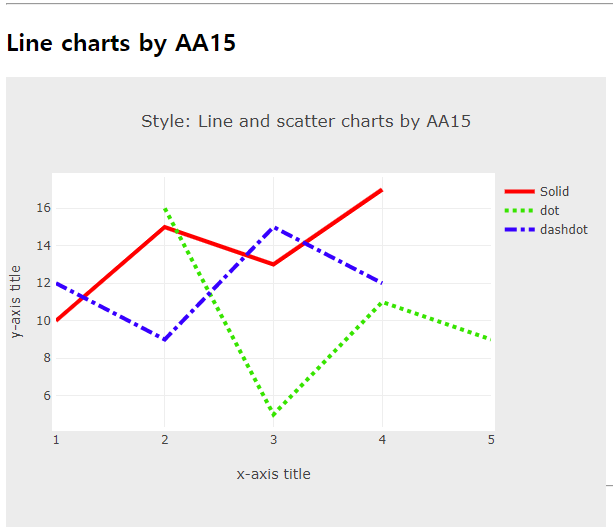 Line charts by AA15
Style: Line and scatter charts by AA15
Solid
dot
dashdot
y-axis title
16
14
12
10
8
6
1 2 3 4 5
x-axis title